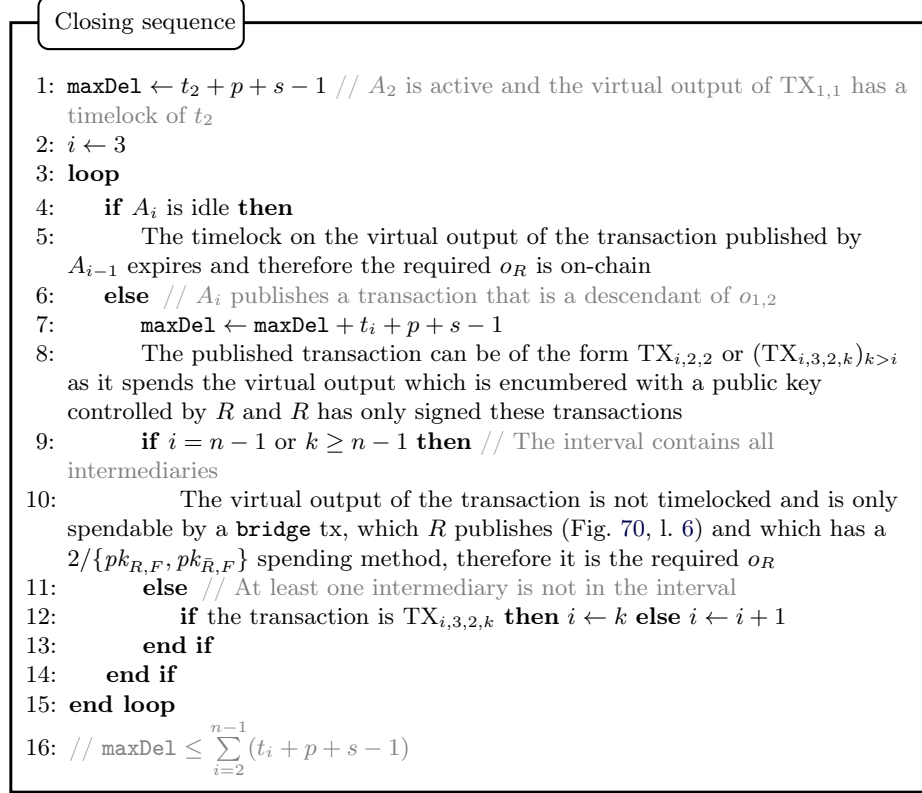 Closing sequence
1: maxDel ← t₂ + p + s − 1 // A₂ is active and the virtual output of TX₁,₁ has a
timelock of t₂
2: i ← 3
3: loop
4: if Aᵢ is idle then
5: The timelock on the virtual output of the transaction published by
Aᵢ₋₁ expires and therefore the required o_R is on-chain
6: else // Aᵢ publishes a transaction that is a descendant of o₁,₂
7: maxDel ← maxDel + tᵢ + p + s − 1
8: The published transaction can be of the form TXᵢ,₂,₂ or (TX_{i,3,2,k})_{k>i}
as it spends the virtual output which is encumbered with a public key
controlled by R and R has only signed these transactions
9: if i = n − 1 or k ≥ n − 1 then // The interval contains all
intermediaries
10: The virtual output of the transaction is not timelocked and is only
spendable by a bridge tx, which R publishes (Fig. 70, l. 6) and which has a
2/{pk_{R,F}, pk_{R̄,F}} spending method, therefore it is the required o_R
11: else // At least one intermediary is not in the interval
12: if the transaction is TX_{i,3,2,k} then i ← k else i ← i + 1
13: end if
14: end if
15: end loop
16: // maxDel ≤ ∑_{i=2}^{n−1} (tᵢ + p + s − 1)